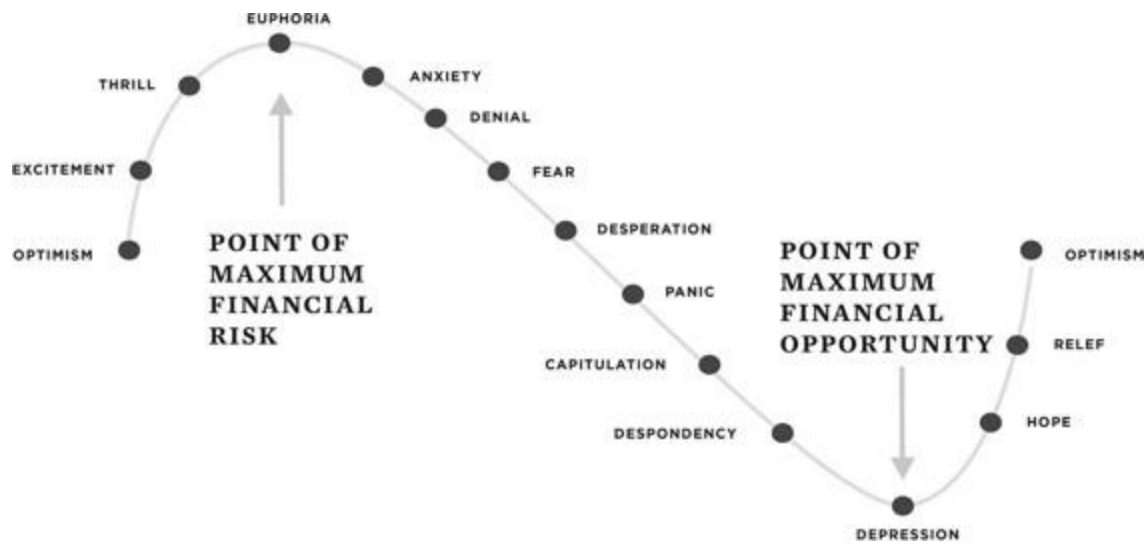 EUPHORIA
THRILL
ANXIETY
DENIAL
EXCITEMENT
FEAR
OPTIMISM
POINT OF
MAXIMUM
FINANCIAL
RISK
DESPERATION
PANIC
POINT OF
MAXIMUM
FINANCIAL
OPPORTUNITY
OPTIMISM
CAPITULATION
RELEF
DESPONDENCY
HOPE
DEPRESSION